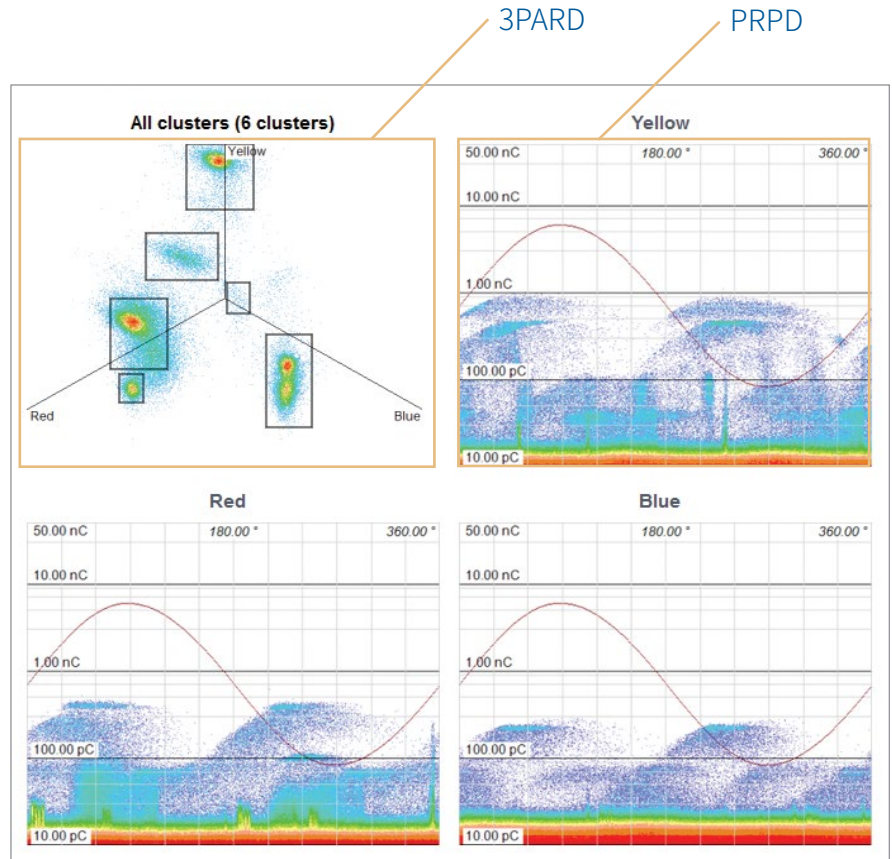 3PARD
PRPD
All clusters (6 clusters)
Yellow
Red
Blue
Yellow
50.00 nC
180.00 °
360.00 °
10.00 nC
1.00 nC
100.00 pC
10.00 pC
Red
50.00 nC
180.00 °
360.00 °
10.00 nC
1.00 nC
100.00 pC
10.00 pC
Blue
50.00 nC
180.00 °
360.00 °
10.00 nC
1.00 nC
100.00 pC
10.00 pC